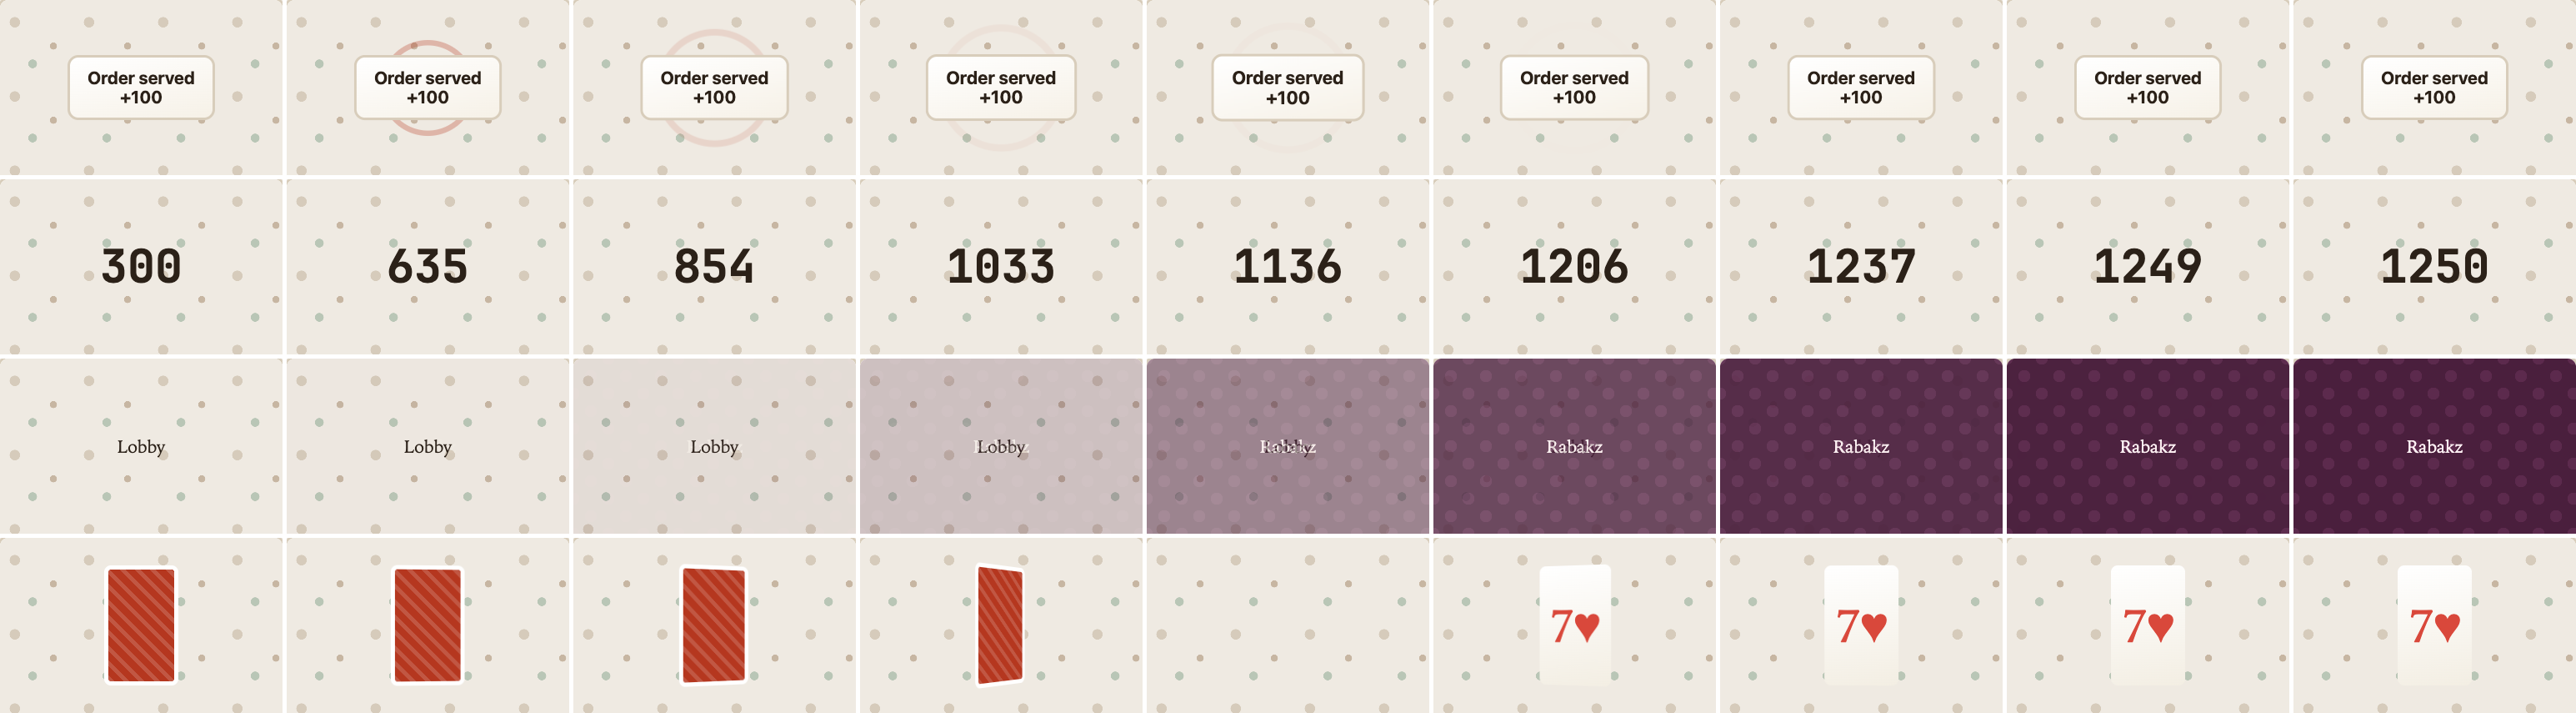 Order served
+100
Order served
+100
Order served
+100
Order served
+100
Order served
+100
Order served
+100
Order served
+100
Order served
+100
Order served
+100
300
635
854
1033
1136
1206
1237
1249
1250
Lobby
Lobby
Lobby
Lobby
Rabakz
Rabakz
Rabakz
Rabakz
7♥
7♥
7♥
7♥